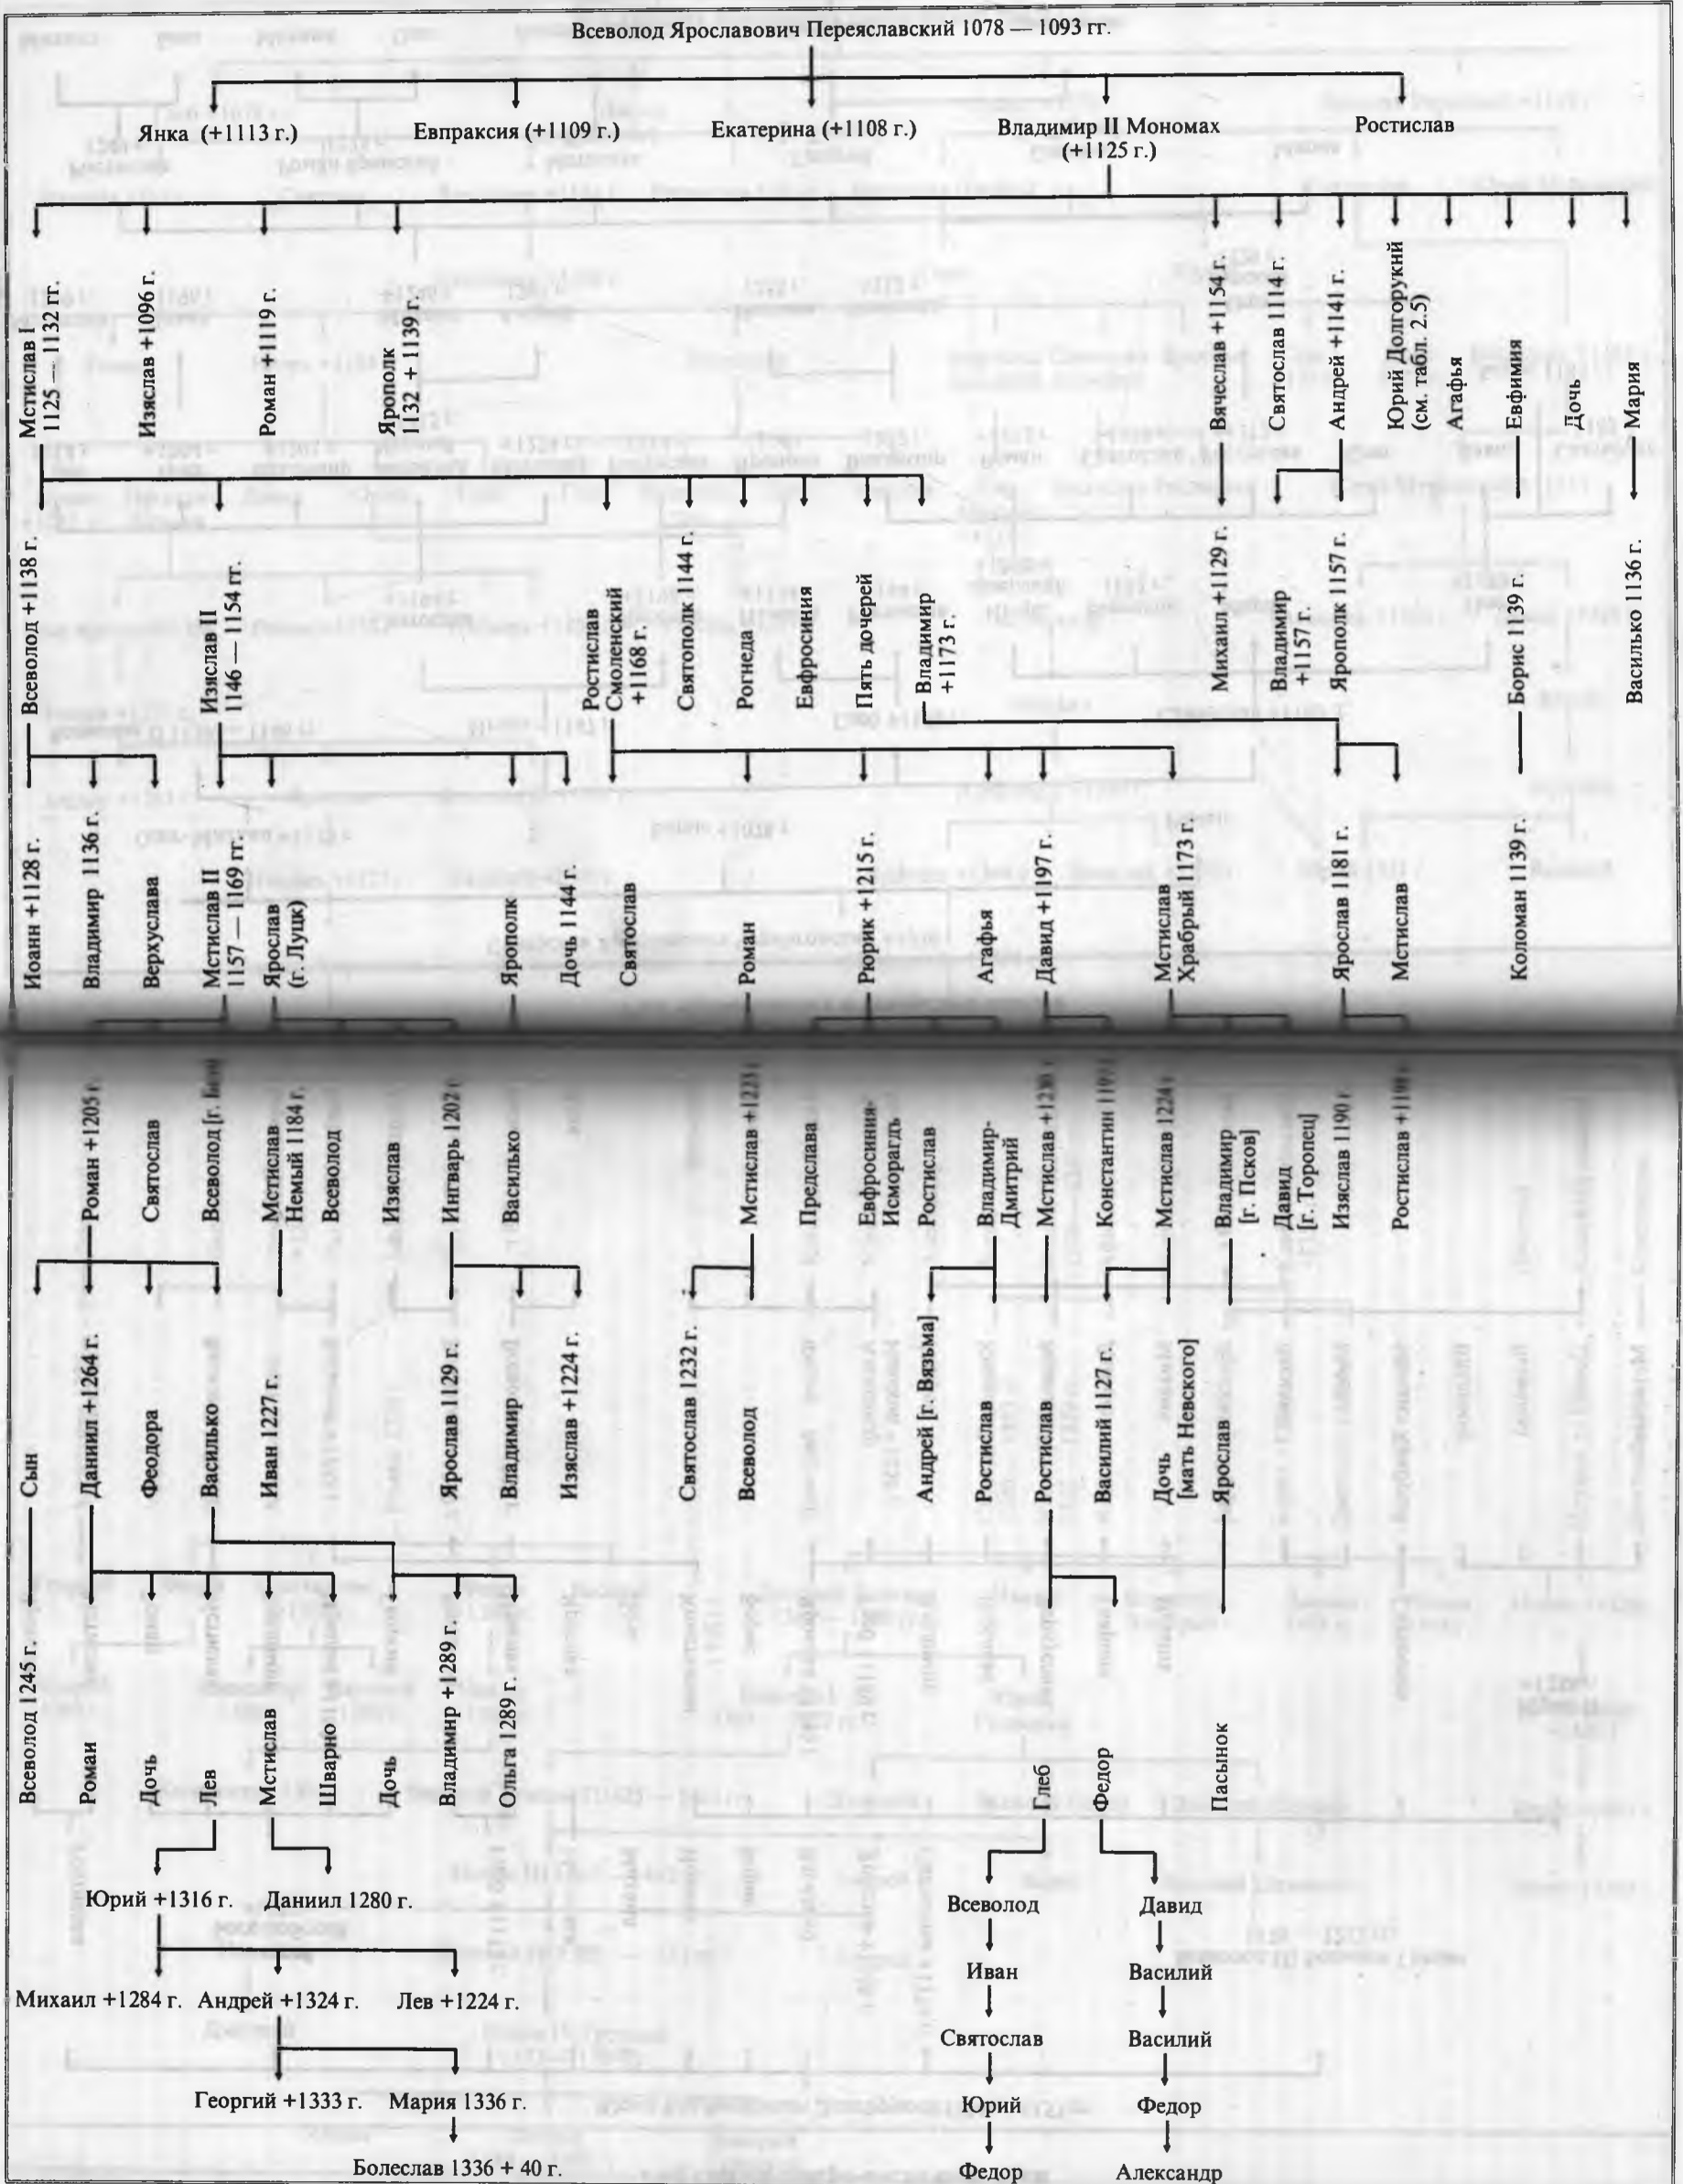 Всеволод Ярославович Переяславский 1078 — 1093 гг.
Янка (+1113 г.)
Евпраксия (+1109 г.)
Екатерина (+1108 г.)
Владимир II Мономах
(+1125 г.)
Ростислав
Мстислав I
1125 — 1132 гг.
Изяслав +1096 г.
Роман +1119 г.
Ярополк
1132 + 1139 г.
Вячеслав +1154 г.
Святослав 1114 г.
Андрей +1141 г.
Юрий Долгорукий
(см. табл. 2.5)
Агафья
Евфимия
Дочь
Мария
Всеволод +1138 г.
Изяслав II
1146 — 1154 гг.
Ростислав
Смоленский
+1168 г.
Святополк 1144 г.
Рогнеда
Евфросиния
Пять дочерей
Владимир
+1173 г.
Михаил +1129 г.
Владимир
+1157 г.
Ярополк 1157 г.
Борис 1139 г.
Василько 1136 г.
Иоанн +1128 г.
Владимир 1136 г.
Верхуслава
Мстислав II
1157 — 1169 гг.
Ярослав
(г. Луцк)
Ярополк
Дочь 1144 г.
Святослав
Роман
Рюрик +1215 г.
Агафья
Давид +1197 г.
Мстислав
Храбрый 1173 г.
Ярослав 1181 г.
Мстислав
Коломан 1139 г.
Роман +1205 г.
Святослав
Всеволод [г.
Мстислав
Немый 1184 г.
Всеволод
Изяслав
Ингварь 1202 г.
Василько
Мстислав
Предслава
Евфросиния-
Исморагдъ
Ростислав
Владимир-
Дмитрий
Мстислав
Константин
Мстислав 1224 г.
Владимир
[г. Псков]
Давид
[г. Торопец]
Изяслав 1190 г.
Ростислав
Сын
Даниил +1264 г.
Феодора
Василько
Иван 1227 г.
Ярослав 1129 г.
Владимир
Изяслав +1224 г.
Святослав 1232 г.
Всеволод
Андрей [г. Вязьма]
Ростислав
Ростислав
Василий 1127 г.
Дочь
[мать Невского]
Ярослав
Всеволод 1245 г.
Роман
Дочь
Лев
Мстислав
Шварно
Дочь
Владимир +1289 г.
Ольга 1289 г.
Глеб
Федор
Пасынок
Юрий +1316 г.
Даниил 1280 г.
Всеволод
Давид
Иван
Василий
Михаил +1284 г.
Андрей +1324 г.
Лев +1224 г.
Святослав
Василий
Георгий +1333 г.
Мария 1336 г.
Юрий
Федор
Болеслав 1336 + 40 г.
Федор
Александр